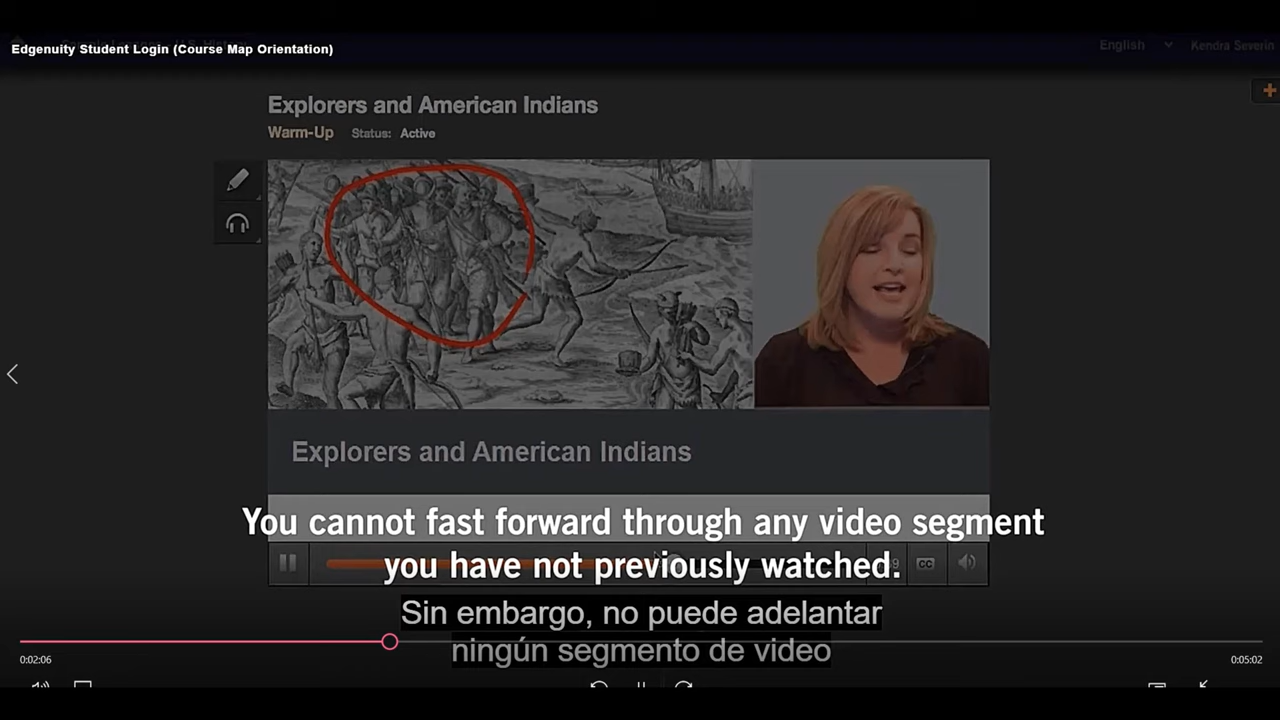 Edgenuity Student Login (Course Map Orientation)
English
Kendra Severin
Explorers and American Indians
Warm-Up Status: Active
Explorers and American Indians
You cannot fast forward through any video segment
you have not previously watched.
CC
Sin embargo, no puede adelantar
ningún segmento de video
0:02:06
0:05:02